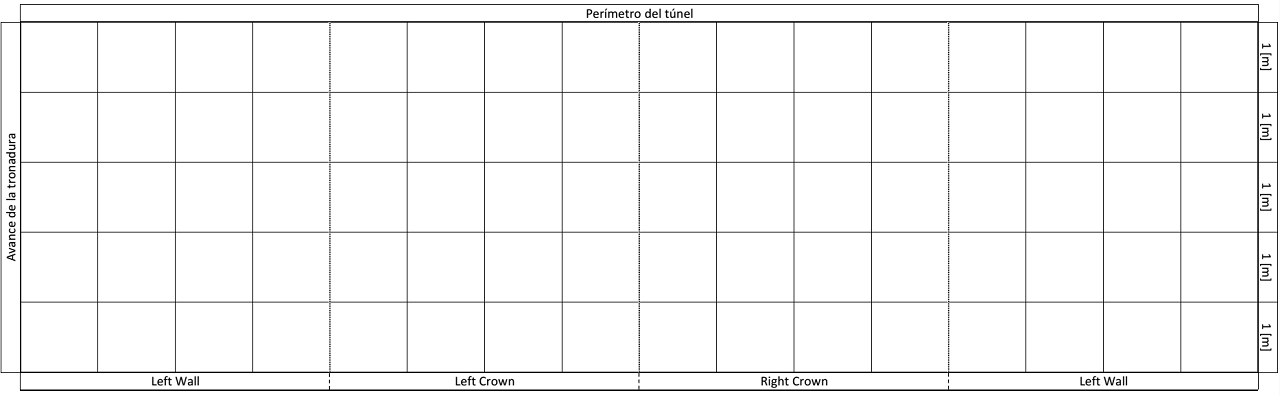 Perímetro del túnel
Avance de la tronadura
1 [m]
1 [m]
1 [m]
1 [m]
1 [m]
Left Wall
Left Crown
Right Crown
Left Wall